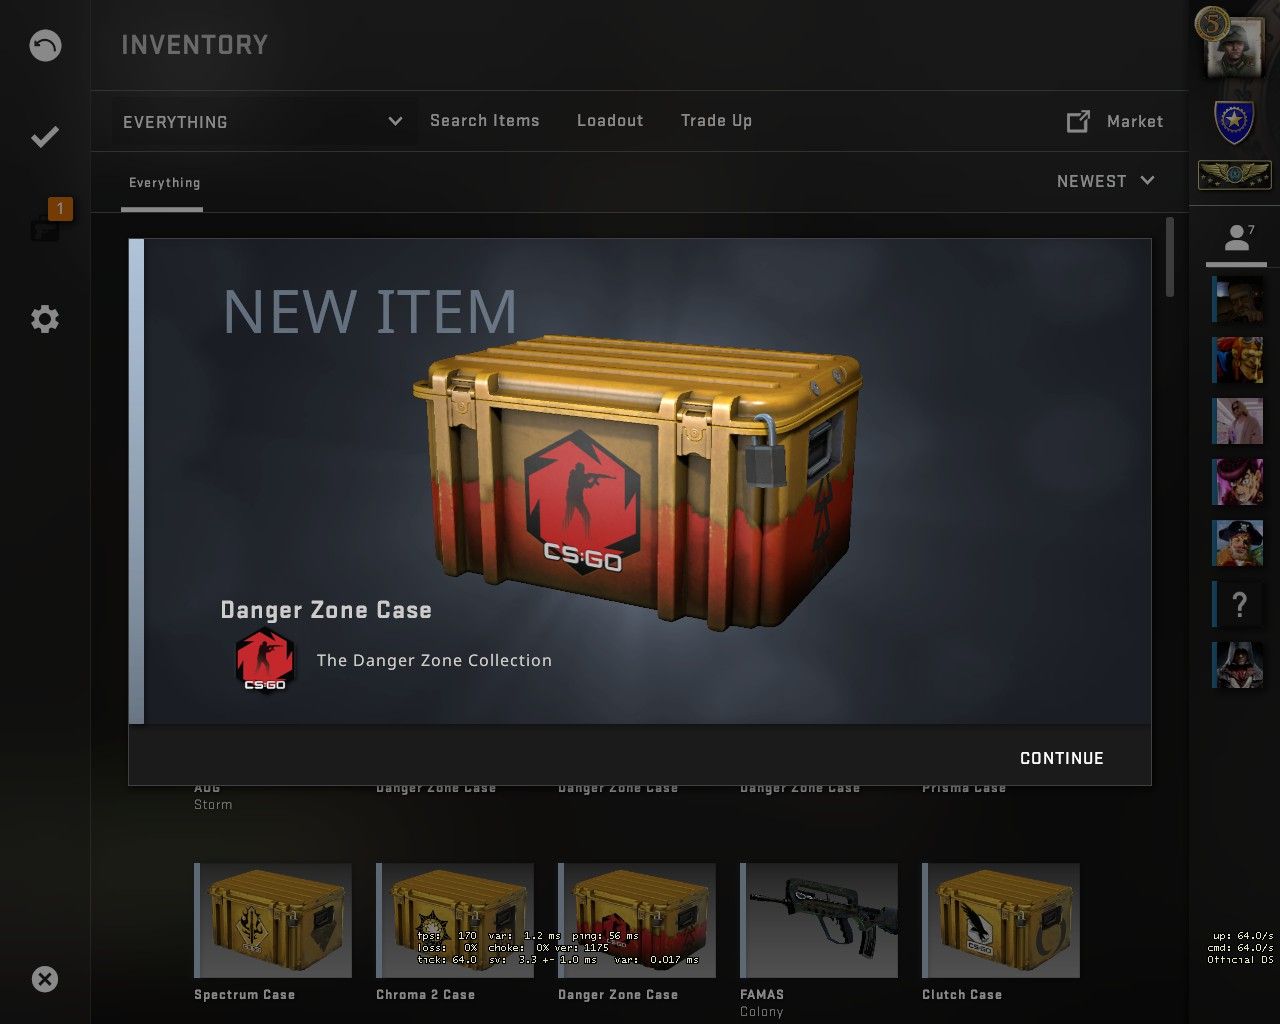 INVENTORY
5
EVERYTHING
Search Items
Loadout
Trade Up
Market
Everything
NEWEST
1
7
NEW ITEM
CS:GO
Danger Zone Case
The Danger Zone Collection
CS:GO
?
CONTINUE
AUG
Storm
Danger Zone Case
Danger Zone Case
Danger Zone Case
Prisma Case
CS:GO
CS:GO
fps: 170 var: 1.2 ms ping: 56 ms
loss: 0% choke: 0% ver: 1175
tick: 64.0 sv: 3.3 +- 1.0 ms var: 0.017 ms
up: 64.0/s
cmd: 64.0/s
Official DS
Spectrum Case
Chroma 2 Case
Danger Zone Case
FAMAS
Colony
Clutch Case